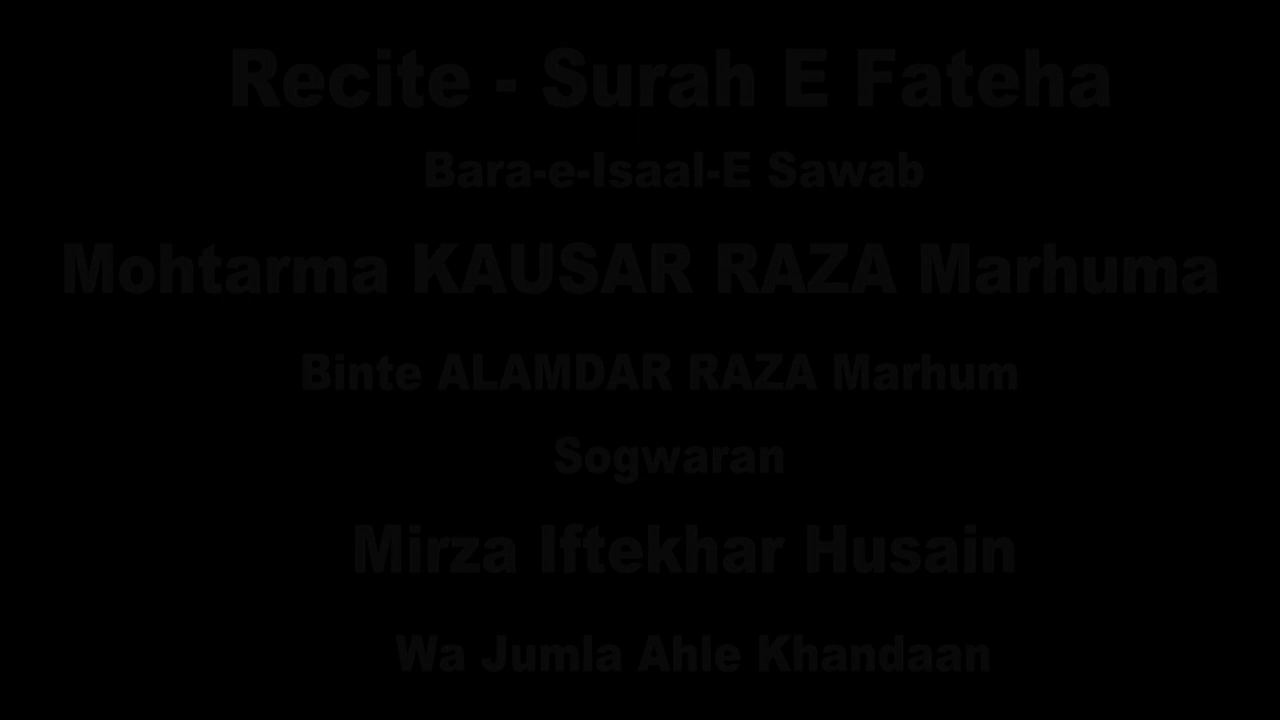 Recite - Surah E Fateha
Bara-e-Isaal-E Sawab
Mohtarma KAUSAR RAZA Marhuma
Binte ALAMDAR RAZA Marhum
Sogwaran
Mirza Iftekhar Husain
Wa Jumla Ahle Khandaan